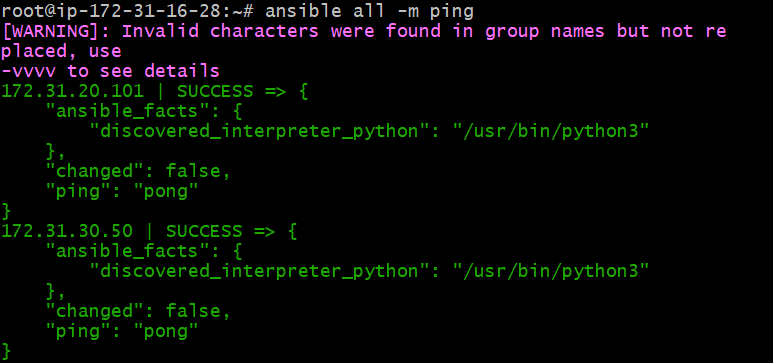 root@ip-172-31-16-28:~# ansible all -m ping
[WARNING]: Invalid characters were found in group names but not re
placed, use
-vvvv to see details
172.31.20.101 | SUCCESS => {
    "ansible_facts": {
        "discovered_interpreter_python": "/usr/bin/python3"
    },
    "changed": false,
    "ping": "pong"
}
172.31.30.50 | SUCCESS => {
    "ansible_facts": {
        "discovered_interpreter_python": "/usr/bin/python3"
    },
    "changed": false,
    "ping": "pong"
}